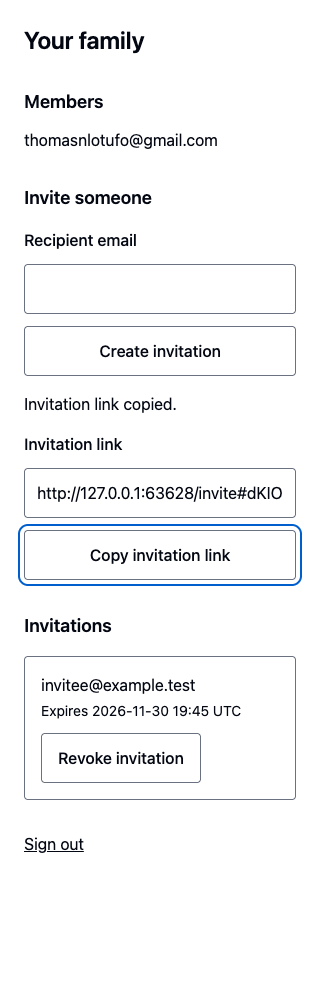 Your family
Members
thomasnlotufo@gmail.com
Invite someone
Recipient email
Create invitation
Invitation link copied.
Invitation link
http://127.0.0.1:63628/invite#dKIO
Copy invitation link
Invitations
invitee@example.test
Expires 2026-11-30 19:45 UTC
Revoke invitation
Sign out